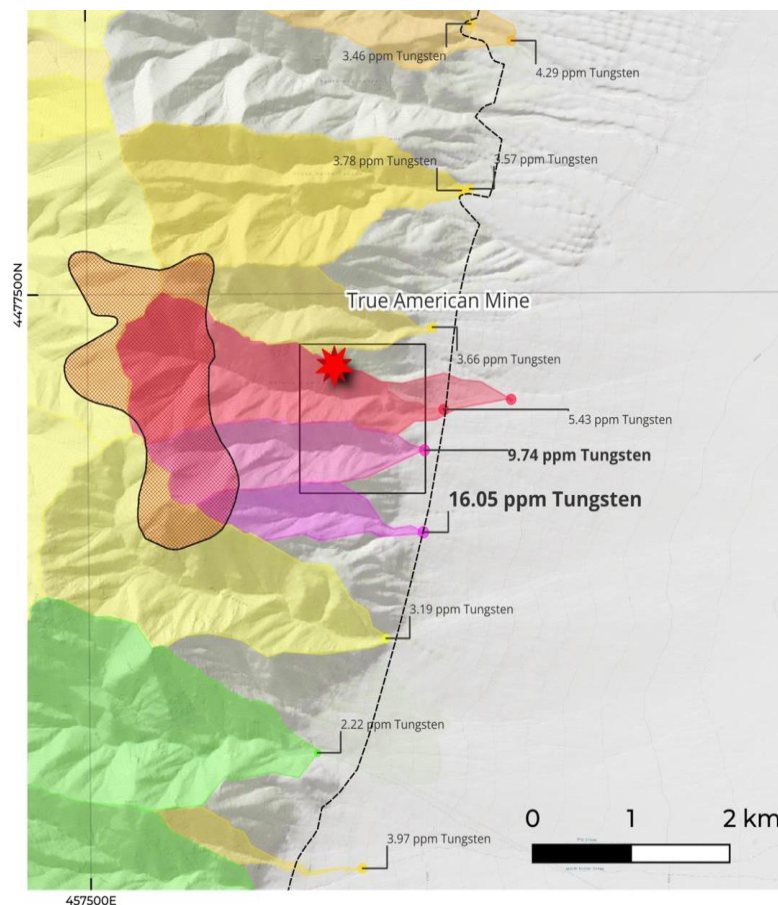 3.46 ppm Tungsten
4.29 ppm Tungsten
3.78 ppm Tungsten
3.57 ppm Tungsten
4477500N
True American Mine
3.66 ppm Tungsten
5.43 ppm Tungsten
9.74 ppm Tungsten
16.05 ppm Tungsten
3.19 ppm Tungsten
2.22 ppm Tungsten
3.97 ppm Tungsten
0 1 2 km
457500E